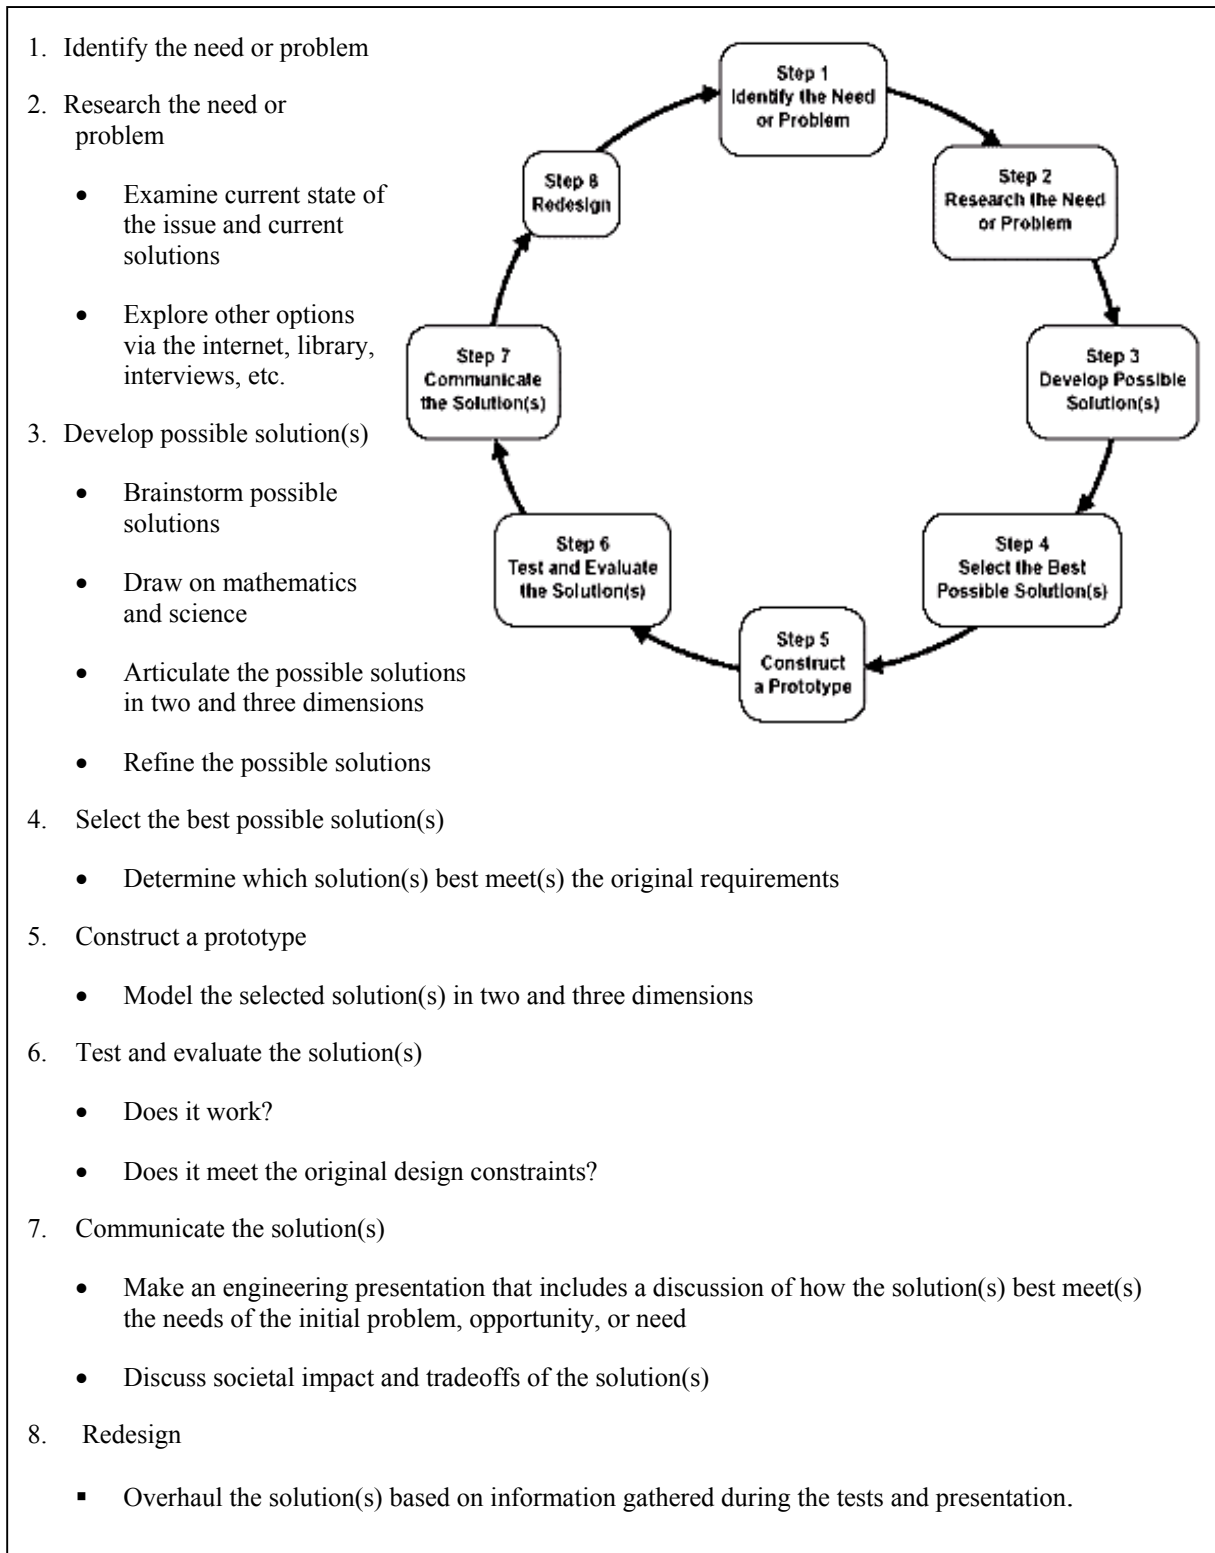 1. Identify the need or problem
2. Research the need or
problem
• Examine current state of
the issue and current
solutions
• Explore other options
via the internet, library,
interviews, etc.
3. Develop possible solution(s)
• Brainstorm possible
solutions
• Draw on mathematics
and science
• Articulate the possible solutions
in two and three dimensions
• Refine the possible solutions
4. Select the best possible solution(s)
• Determine which solution(s) best meet(s) the original requirements
5. Construct a prototype
• Model the selected solution(s) in two and three dimensions
6. Test and evaluate the solution(s)
• Does it work?
• Does it meet the original design constraints?
7. Communicate the solution(s)
• Make an engineering presentation that includes a discussion of how the solution(s) best meet(s)
the needs of the initial problem, opportunity, or need
• Discuss societal impact and tradeoffs of the solution(s)
8. Redesign
▪ Overhaul the solution(s) based on information gathered during the tests and presentation.
Step 1
Identify the Need
or Problem
Step 2
Research the Need
or Problem
Step 3
Develop Possible
Solution(s)
Step 4
Select the Best
Possible Solution(s)
Step 5
Construct
a Prototype
Step 6
Test and Evaluate
the Solution(s)
Step 7
Communicate
the Solution(s)
Step 8
Redesign